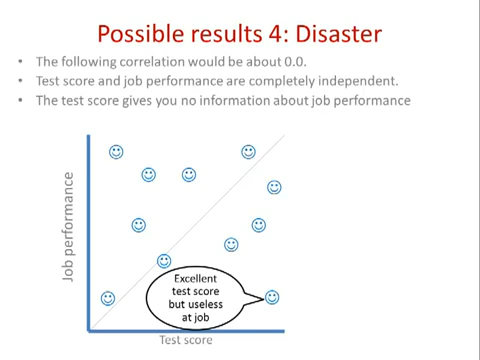 Possible results 4: Disaster
• The following correlation would be about 0.0.
• Test score and job performance are completely independent.
• The test score gives you no information about job performance
Job performance
Excellent
test score
but useless
at job
Test score